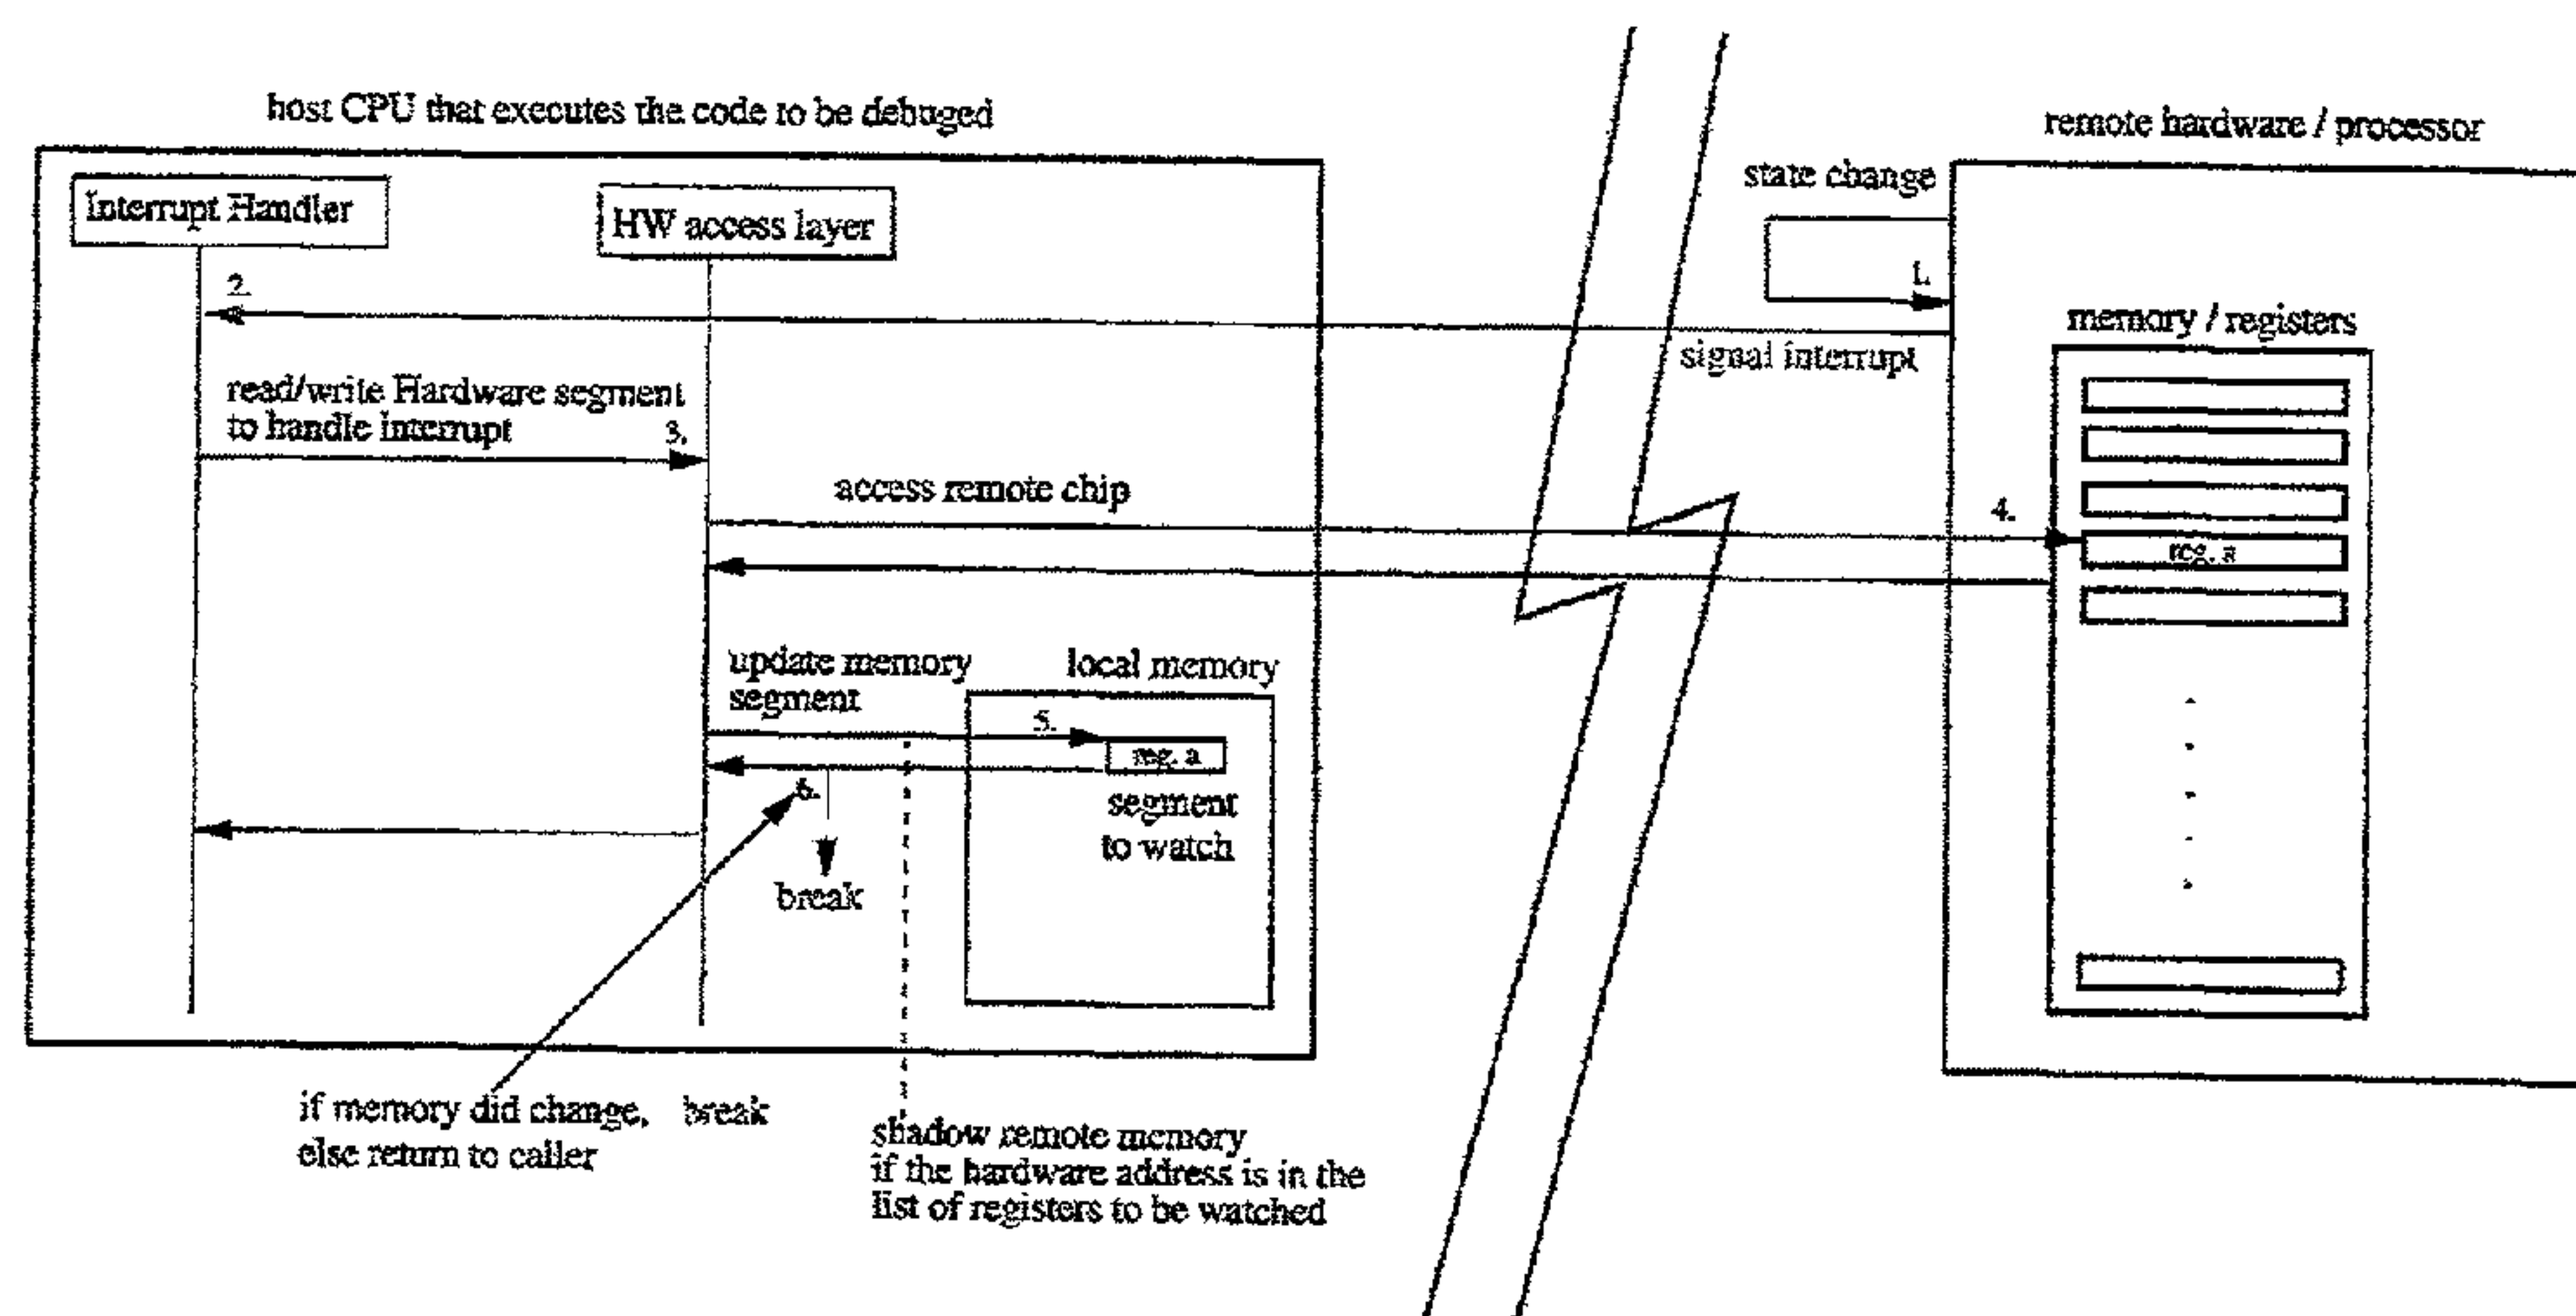 host CPU that executes the code to be debuged
remote hardware / processor
Interrupt Handler
HW access layer
state change
1.
2.
signal interrupt
memory / registers
read/write Hardware segment
to handle interrupt
3.
access remote chip
4.
reg. a
update memory
segment
local memory
5.
reg. a
6.
segment
to watch
break
if memory did change, break
else return to caller
shadow remote memory
if the hardware address is in the
list of registers to be watched